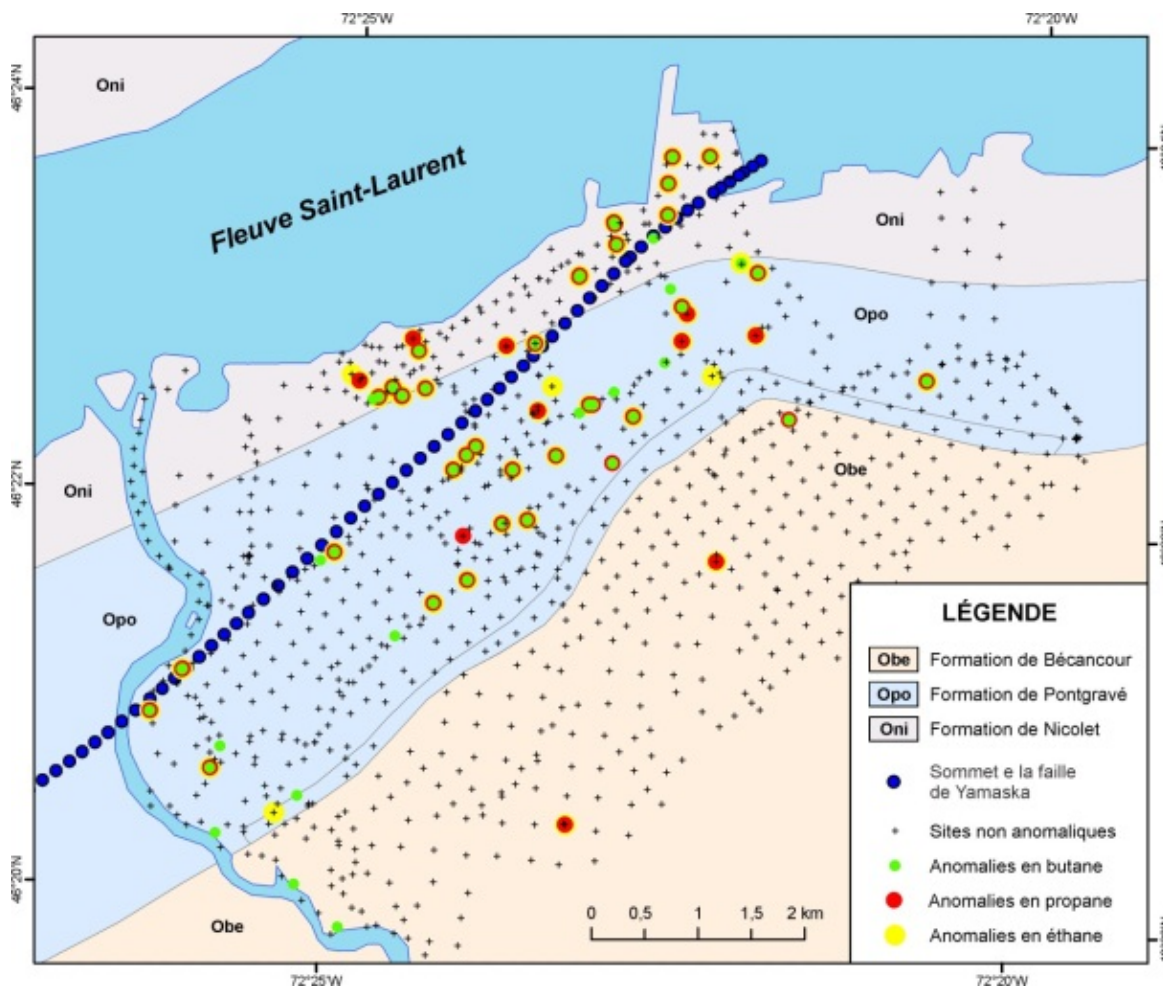 72°25'W
72°20'W
46°24'N
Oni
Fleuve Saint-Laurent
Oni
Opo
46°22'N
Oni
Obe
Opo
LÉGENDE
Obe Formation de Bécancour
Opo Formation de Pontgravé
Oni Formation de Nicolet
Sommet e la faille
de Yamaska
Sites non anomaliques
Anomalies en butane
Anomalies en propane
Anomalies en éthane
46°20'N
Obe
0 0,5 1 1,5 2 km
72°25'W
72°20'W